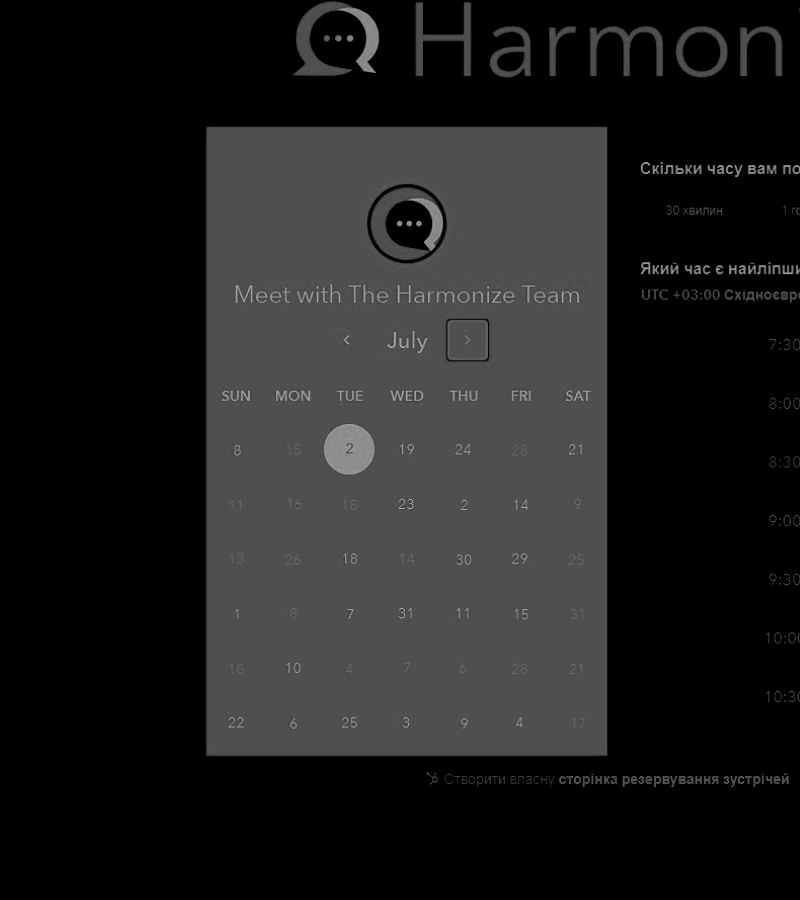 Harmon
Meet with The Harmonize Team
July
SUN MON TUE WED THU FRI SAT
8 15 2 19 24 28 21
11 16 18 23 2 14 9
13 26 18 14 30 29 25
1 8 7 31 11 15 31
18 10 4 7 6 28 21
22 6 25 3 9 4 17
Скільки часу вам по
30 хвилин 1 го
Який час є найліпши
UTC +03:00 Східноєвро
7:30
8:00
8:30
9:00
9:30
10:00
10:30
Створити власну сторінка резервування зустрічей